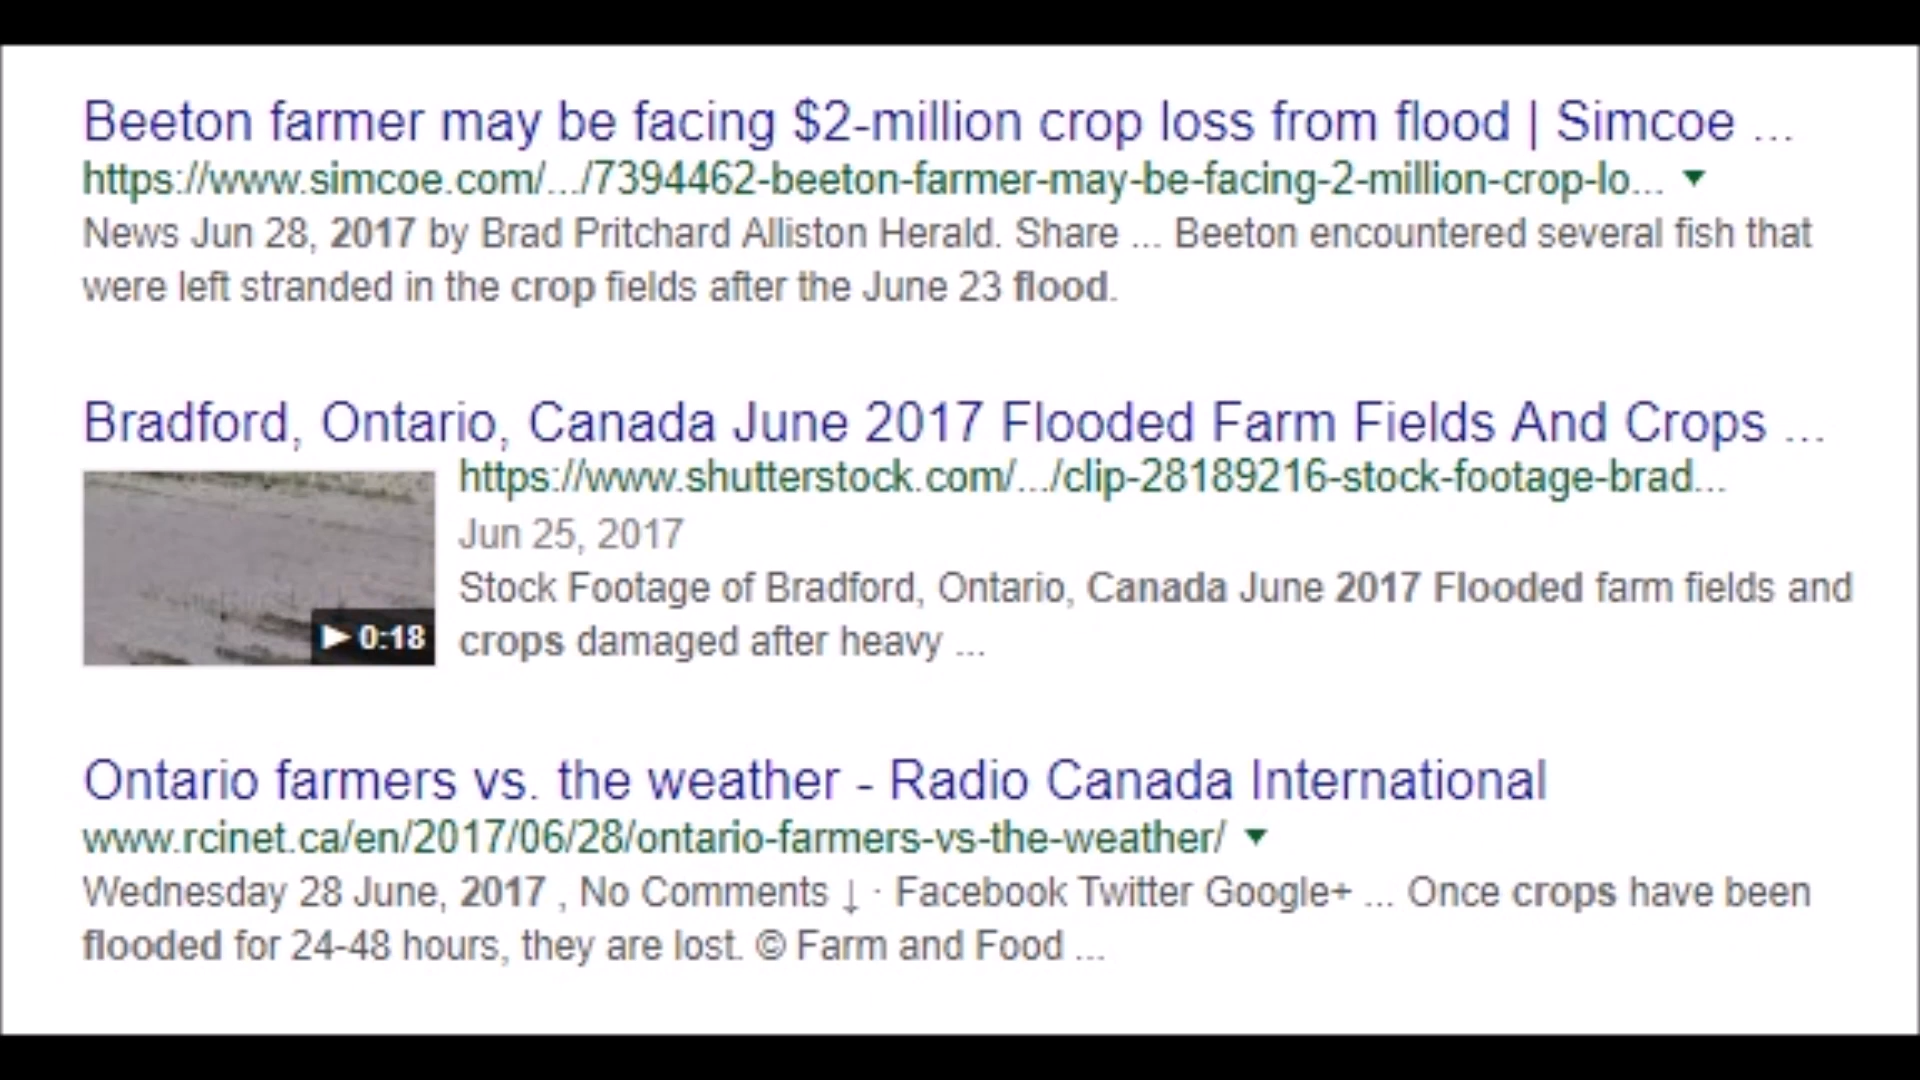 Beeton farmer may be facing $2-million crop loss from flood | Simcoe ...
https://www.simcoe.com/.../7394462-beeton-farmer-may-be-facing-2-million-crop-lo... ▼
News Jun 28, 2017 by Brad Pritchard Alliston Herald. Share ... Beeton encountered several fish that
were left stranded in the crop fields after the June 23 flood.
Bradford, Ontario, Canada June 2017 Flooded Farm Fields And Crops ...
https://www.shutterstock.com/.../clip-28189216-stock-footage-brad...
Jun 25, 2017
Stock Footage of Bradford, Ontario, Canada June 2017 Flooded farm fields and
▶ 0:18
crops damaged after heavy ...
Ontario farmers vs. the weather - Radio Canada International
www.rcinet.ca/en/2017/06/28/ontario-farmers-vs-the-weather/ ▼
Wednesday 28 June, 2017 , No Comments ↓ · Facebook Twitter Google+ ... Once crops have been
flooded for 24-48 hours, they are lost. © Farm and Food ...